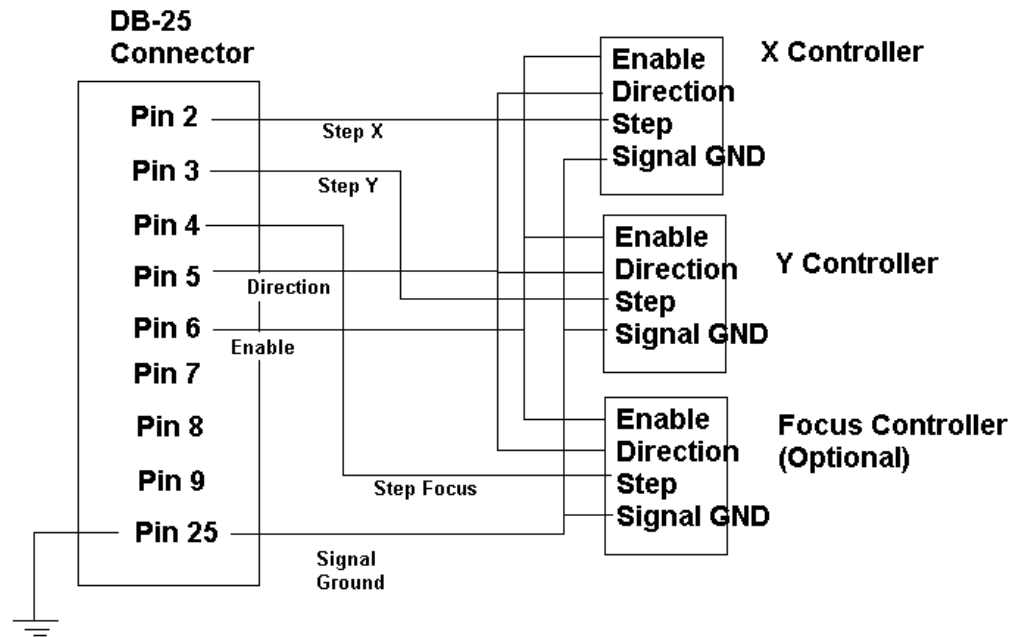 DB-25
Connector
Pin 2
Pin 3
Pin 4
Pin 5
Pin 6
Pin 7
Pin 8
Pin 9
Pin 25
Step X
Step Y
Direction
Enable
Step Focus
Signal
Ground
X Controller
Enable
Direction
Step
Signal GND
Y Controller
Enable
Direction
Step
Signal GND
Focus Controller
(Optional)
Enable
Direction
Step
Signal GND